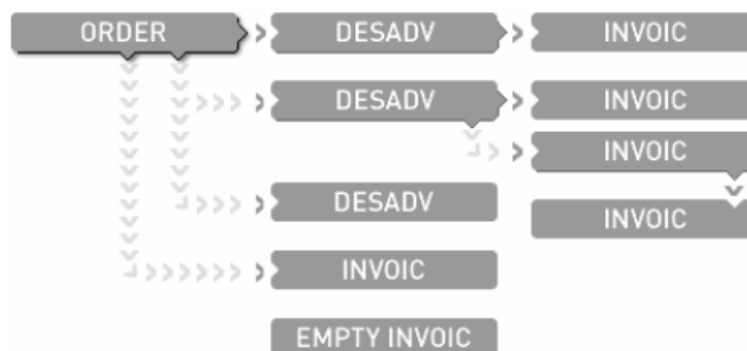 ORDER DESADV INVOIC
DESADV INVOIC
INVOIC
DESADV
INVOIC
INVOIC
EMPTY INVOIC